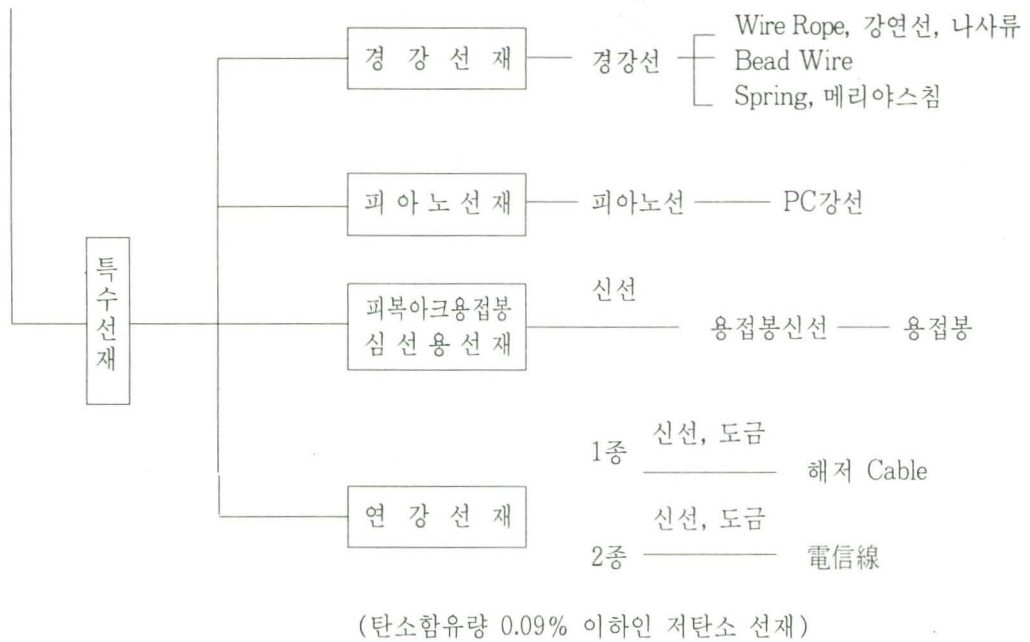 특수선재
경 강 선 재 경강선 Wire Rope, 강연선, 나사류
Bead Wire
Spring, 메리야스침
피 아 노 선 재 피아노선 PC강선
피복아크용접봉
심 선 용 선 재
신선
용접봉신선 용접봉
연 강 선 재
1종 신선, 도금 해저 Cable
2종 신선, 도금 電信線
(탄소함유량 0.09% 이하인 저탄소 선재)